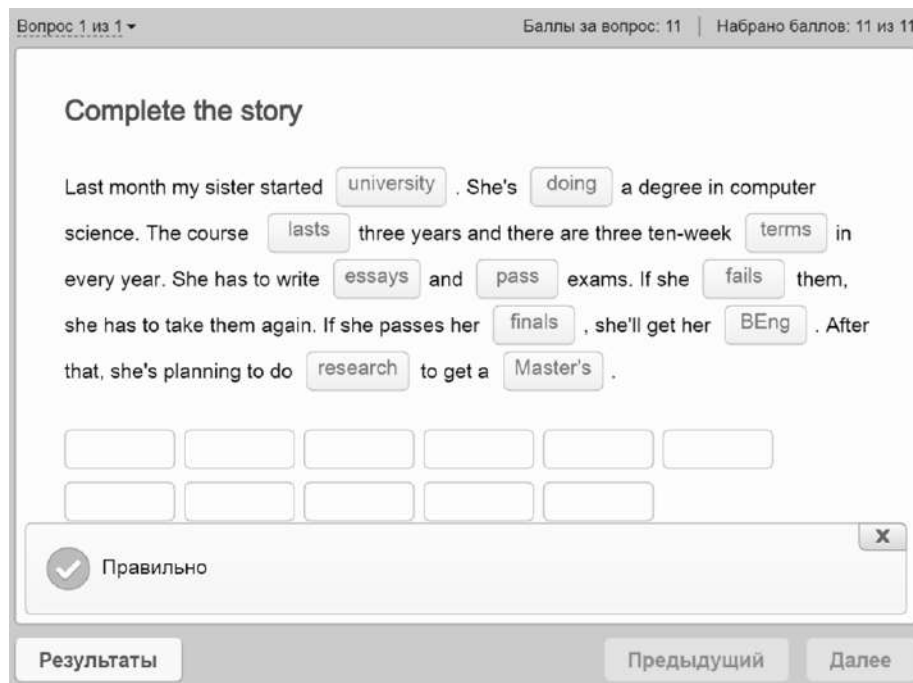 Вопрос 1 из 1 Баллы за вопрос: 11 | Набрано баллов: 11 из 11
Complete the story
Last month my sister started university . She's doing a degree in computer
science. The course lasts three years and there are three ten-week terms in
every year. She has to write essays and pass exams. If she fails them,
she has to take them again. If she passes her finals , she'll get her BEng . After
that, she's planning to do research to get a Master's .
X
Правильно
Результаты Предыдущий Далее